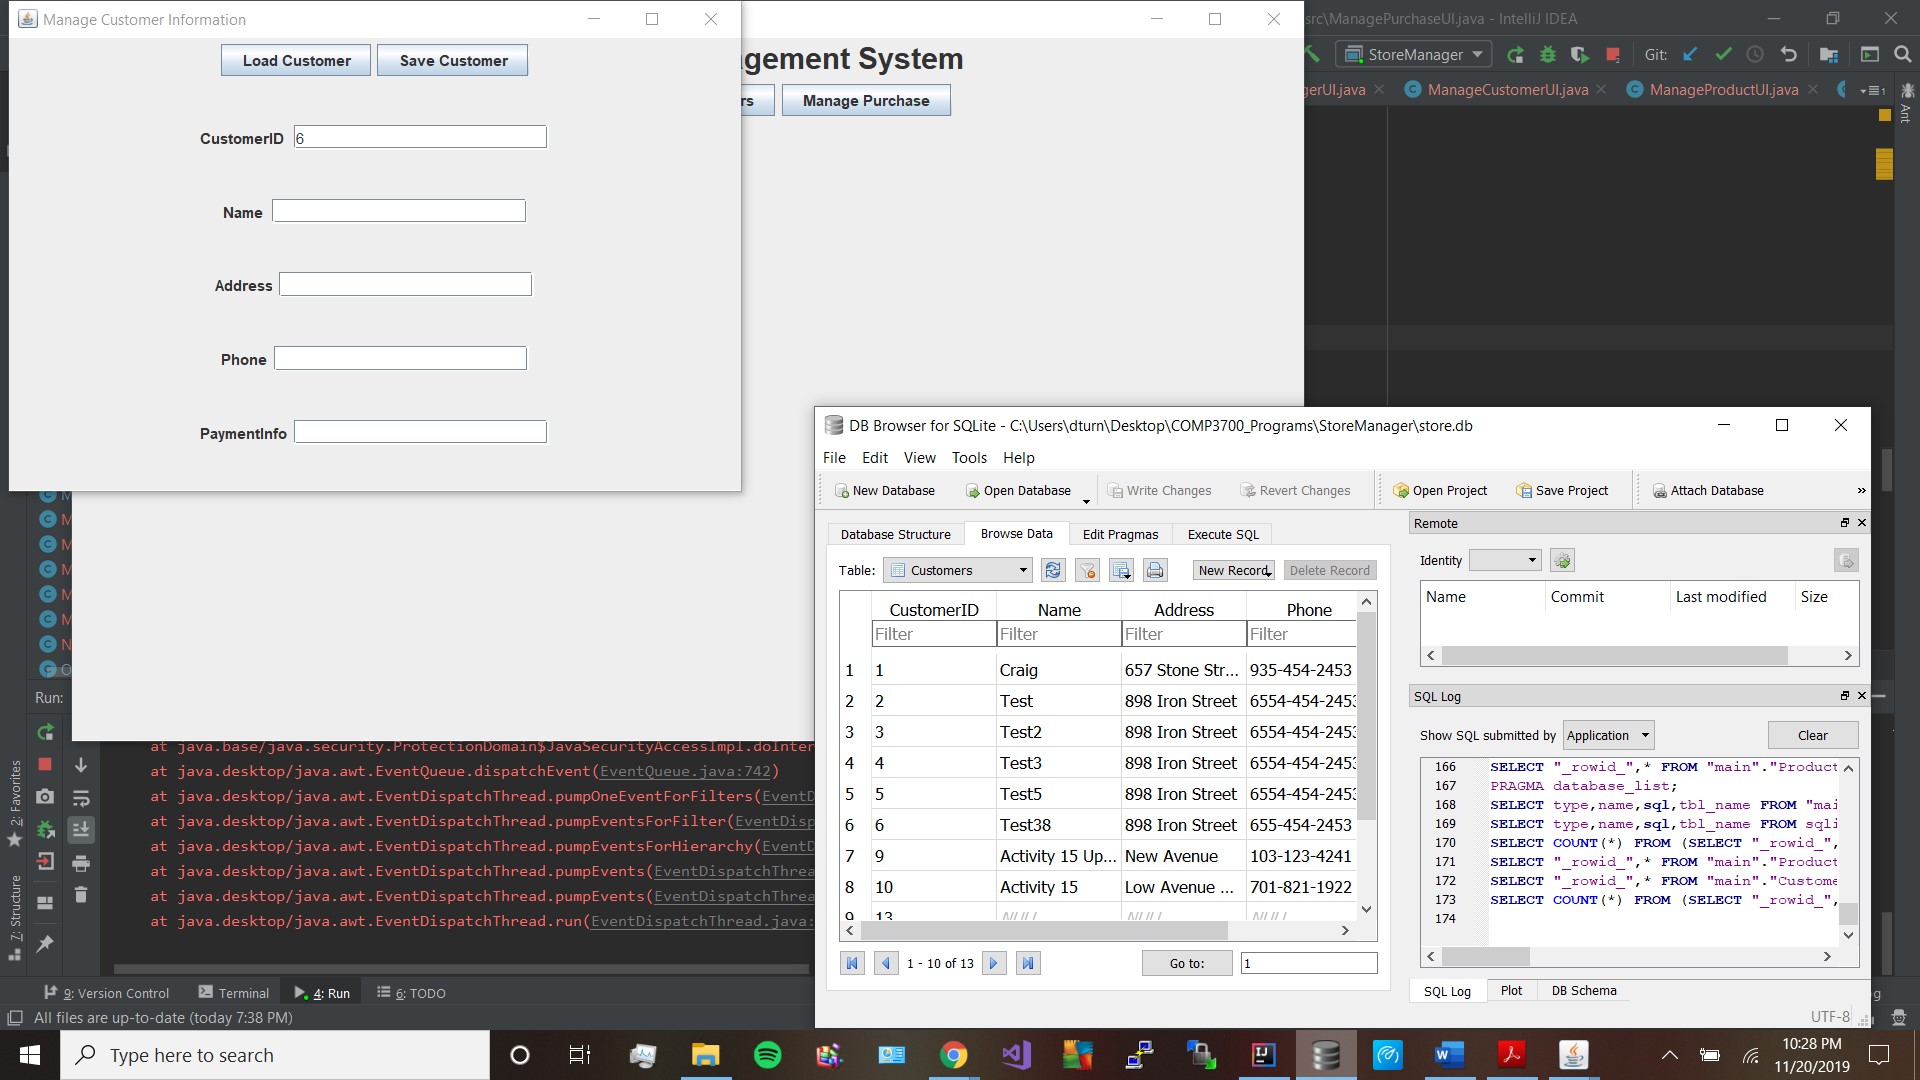 Manage Customer Information
Load Customer
Save Customer
CustomerID
6
Name
Address
Phone
PaymentInfo
gement System
rs
Manage Purchase
src\ManagePurchaseUI.java - IntelliJ IDEA
StoreManager
Git:
gerUI.java
ManageCustomerUI.java
ManageProductUI.java
Ant
Run:
at java.base/java.security.ProtectionDomain$JavaSecurityAccessImpl.doInter
at java.desktop/java.awt.EventQueue.dispatchEvent(EventQueue.java:742)
at java.desktop/java.awt.EventDispatchThread.pumpOneEventForFilters(EventD
at java.desktop/java.awt.EventDispatchThread.pumpEventsForFilter(EventDisp
at java.desktop/java.awt.EventDispatchThread.pumpEventsForHierarchy(EventD
at java.desktop/java.awt.EventDispatchThread.pumpEvents(EventDispatchThrea
at java.desktop/java.awt.EventDispatchThread.pumpEvents(EventDispatchThrea
at java.desktop/java.awt.EventDispatchThread.run(EventDispatchThread.java:
2: Favorites
7: Structure
9: Version Control
Terminal
4: Run
6: TODO
All files are up-to-date (today 7:38 PM)
DB Browser for SQLite - C:\Users\dturn\Desktop\COMP3700_Programs\StoreManager\store.db
File Edit View Tools Help
New Database Open Database Write Changes Revert Changes Open Project Save Project Attach Database »
Database Structure Browse Data Edit Pragmas Execute SQL
Table: Customers New Record Delete Record
CustomerID Name Address Phone
Filter Filter Filter Filter
1 1 Craig 657 Stone Str... 935-454-2453
2 2 Test 898 Iron Street 6554-454-2453
3 3 Test2 898 Iron Street 6554-454-2453
4 4 Test3 898 Iron Street 6554-454-2453
5 5 Test5 898 Iron Street 6554-454-2453
6 6 Test38 898 Iron Street 655-454-2453
7 9 Activity 15 Up... New Avenue 103-123-4241
8 10 Activity 15 Low Avenue ... 701-821-1922
9 13 NULL NULL NULL
1 - 10 of 13
Go to: 1
Remote
Identity
Name Commit Last modified Size
SQL Log
Show SQL submitted by Application Clear
166 SELECT "_rowid_",* FROM "main"."Product
167 PRAGMA database_list;
168 SELECT type,name,sql,tbl_name FROM "mai
169 SELECT type,name,sql,tbl_name FROM sqli
170 SELECT COUNT(*) FROM (SELECT "_rowid_",
171 SELECT "_rowid_",* FROM "main"."Product
172 SELECT "_rowid_",* FROM "main"."Custome
173 SELECT COUNT(*) FROM (SELECT "_rowid_",
174
SQL Log Plot DB Schema
UTF-8
Type here to search
10:28 PM
11/20/2019